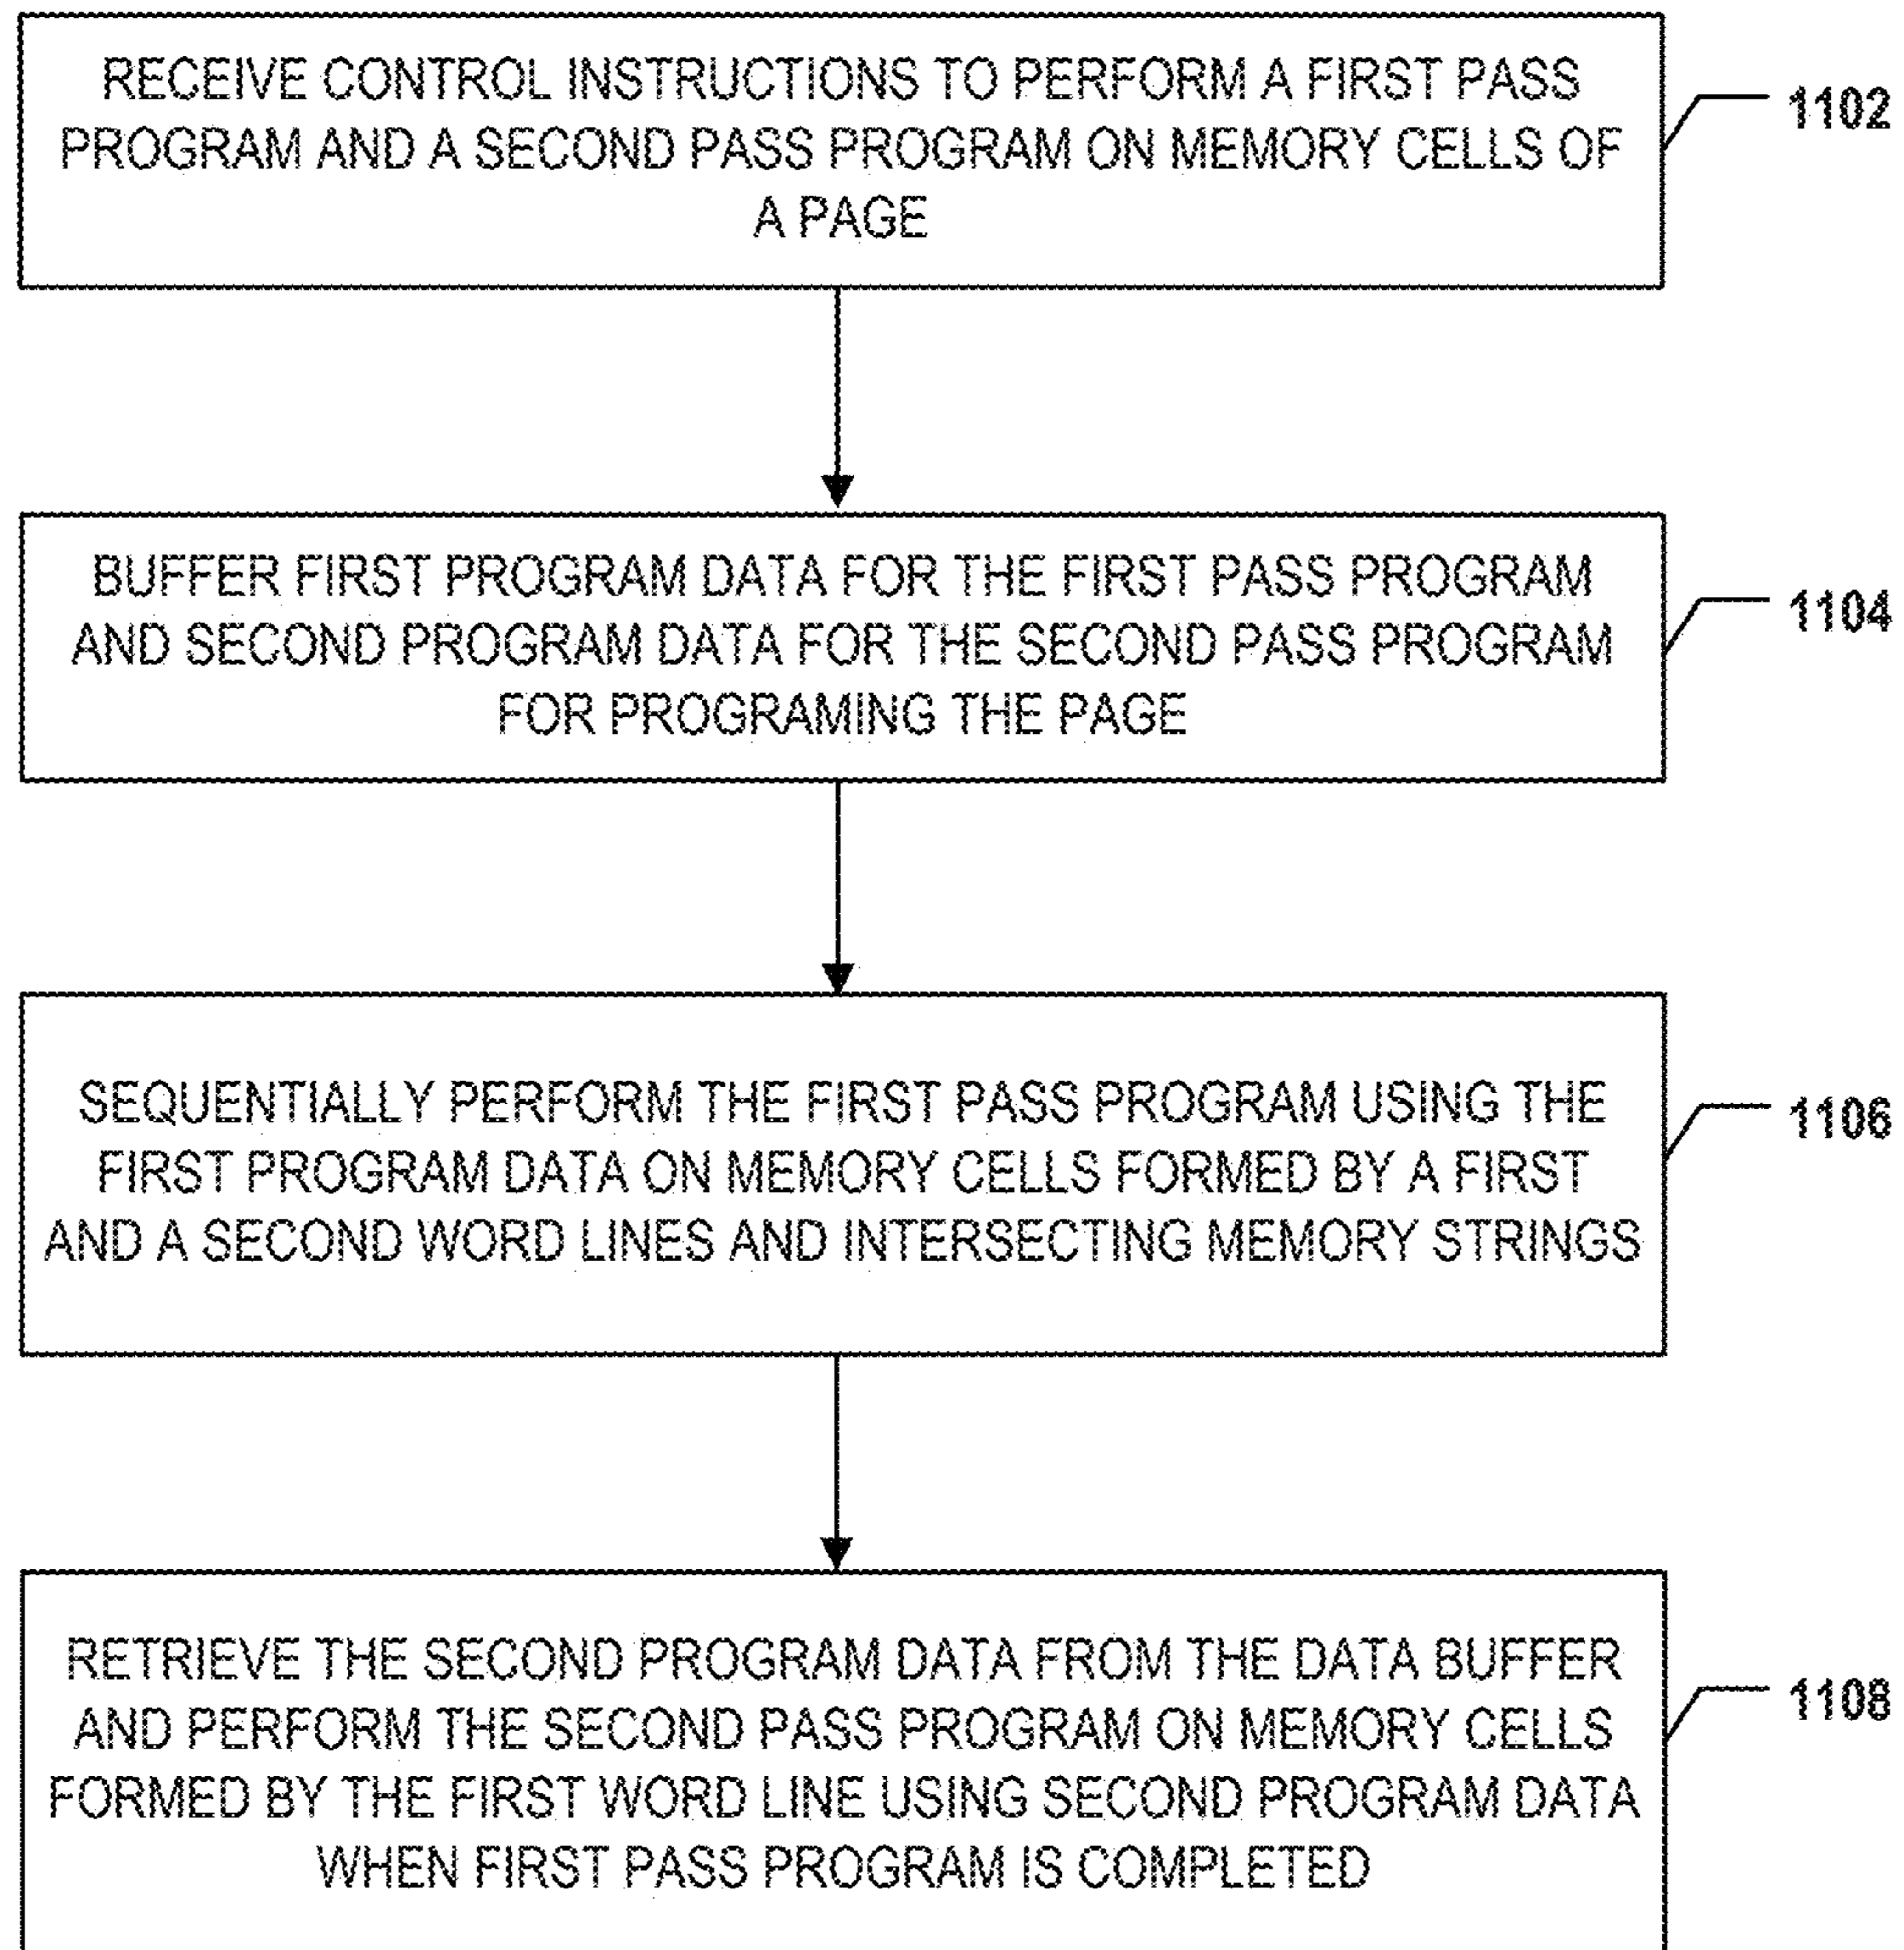 RECEIVE CONTROL INSTRUCTIONS TO PERFORM A FIRST PASS
PROGRAM AND A SECOND PASS PROGRAM ON MEMORY CELLS OF
A PAGE
1102
BUFFER FIRST PROGRAM DATA FOR THE FIRST PASS PROGRAM
AND SECOND PROGRAM DATA FOR THE SECOND PASS PROGRAM
FOR PROGRAMING THE PAGE
1104
SEQUENTIALLY PERFORM THE FIRST PASS PROGRAM USING THE
FIRST PROGRAM DATA ON MEMORY CELLS FORMED BY A FIRST
AND A SECOND WORD LINES AND INTERSECTING MEMORY STRINGS
1106
RETRIEVE THE SECOND PROGRAM DATA FROM THE DATA BUFFER
AND PERFORM THE SECOND PASS PROGRAM ON MEMORY CELLS
FORMED BY THE FIRST WORD LINE USING SECOND PROGRAM DATA
WHEN FIRST PASS PROGRAM IS COMPLETED
1108